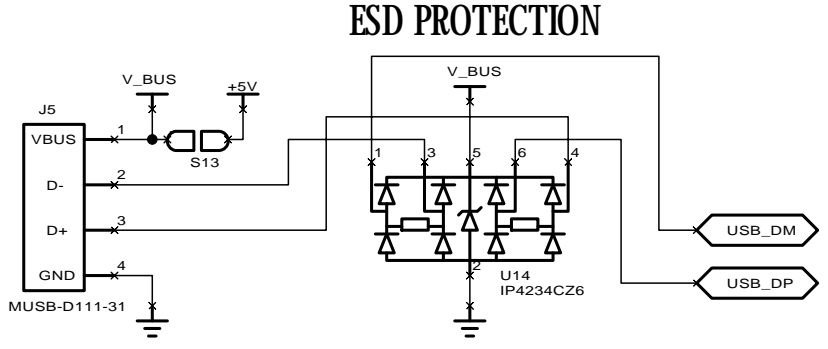 ESD PROTECTION
V_BUS
+5V
V_BUS
J5
VBUS
1
S13
D-
2
D+
3
GND
4
MUSB-D111-31
1
3
5
6
4
2
U14
IP4234CZ6
USB_DM
USB_DP